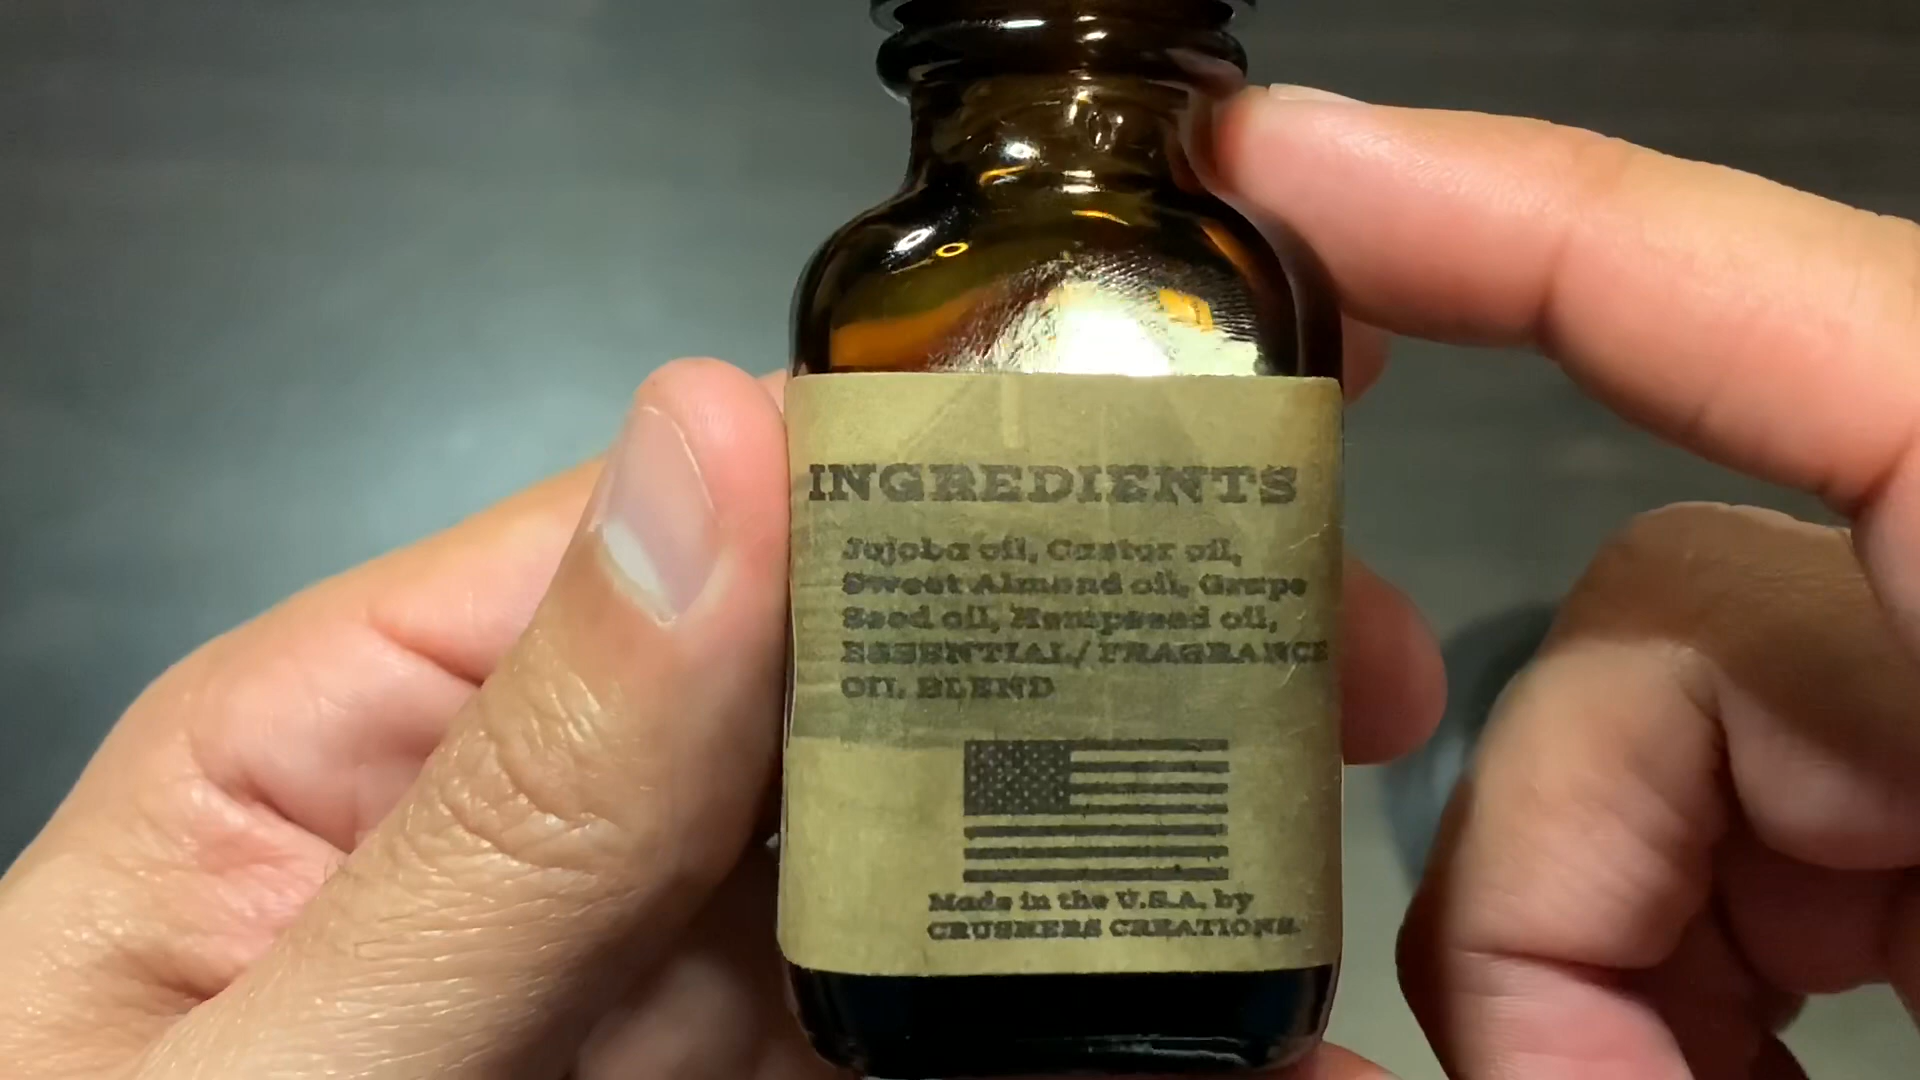 INGREDIENTS
Jojoba oil, Castor oil,
Sweet Almond oil, Grape
Seed oil, Hempseed oil,
ESSENTIAL/ FRAGRANCE
OIL BLEND
Made in the U.S.A. by
CRUSHERS CREATIONS.